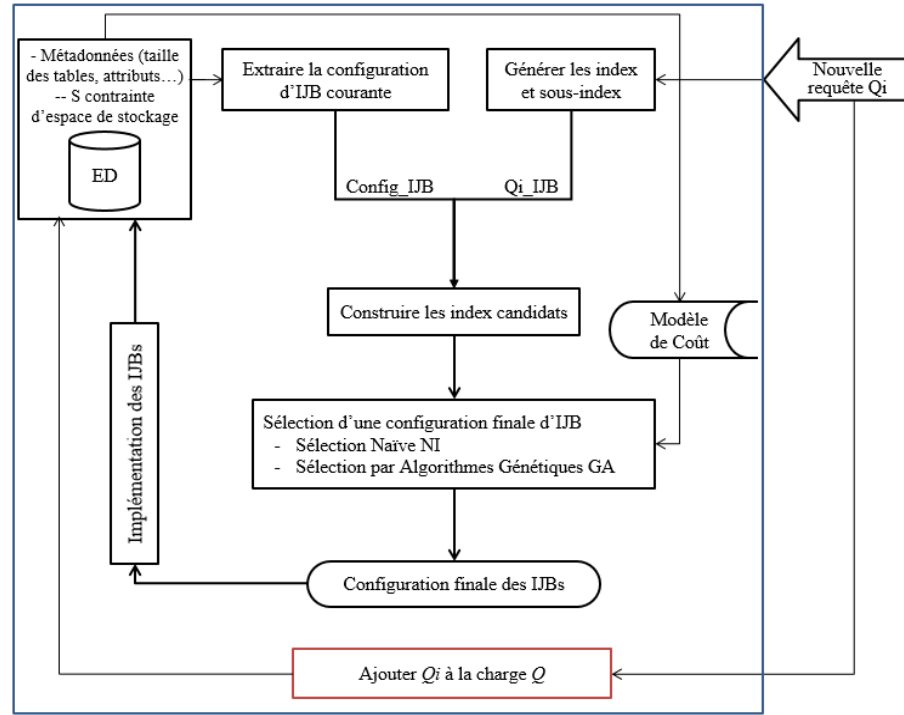 - Métadonnées (taille
des tables, attributs…)
-- S contrainte
d'espace de stockage
ED
Extraire la configuration
d'IJB courante
Générer les index
et sous-index
Nouvelle
requête Qi
Config_IJB
Qi_IJB
Construire les index candidats
Modèle
de Coût
Implémentation des IJBs
Sélection d'une configuration finale d'IJB
- Sélection Naïve NI
- Sélection par Algorithmes Génétiques GA
Configuration finale des IJBs
Ajouter Qi à la charge Q